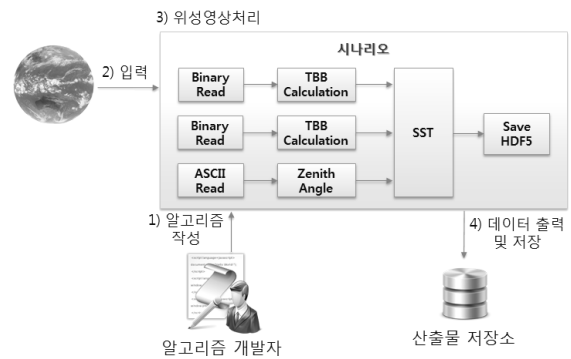 3) 위성영상처리
시나리오
2) 입력
Binary
Read
TBB
Calculation
Binary
Read
TBB
Calculation
SST
Save
HDF5
ASCII
Read
Zenith
Angle
1) 알고리즘
작성
4) 데이터 출력
및 저장
알고리즘 개발자
산출물 저장소